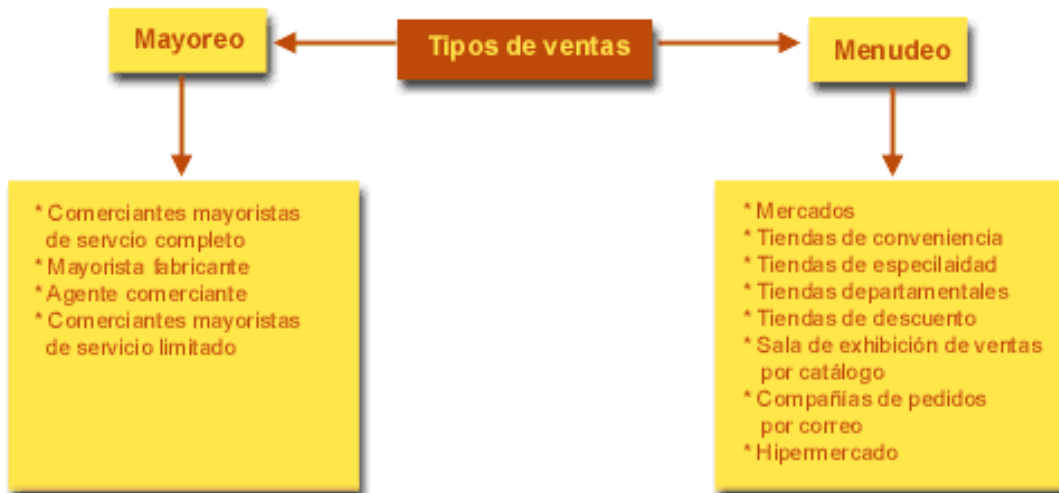 Mayoreo
Tipos de ventas
Menudeo
* Comerciantes mayoristas
de servcio completo
* Mayorista fabricante
* Agente comerciante
* Comerciantes mayoristas
de servicio limitado
* Mercados
* Tiendas de conveniencia
* Tiendas de especilaidad
* Tiendas departamentales
* Tiendas de descuento
* Sala de exhibición de ventas
por catálogo
* Compañías de pedidos
por correo
* Hipermercado